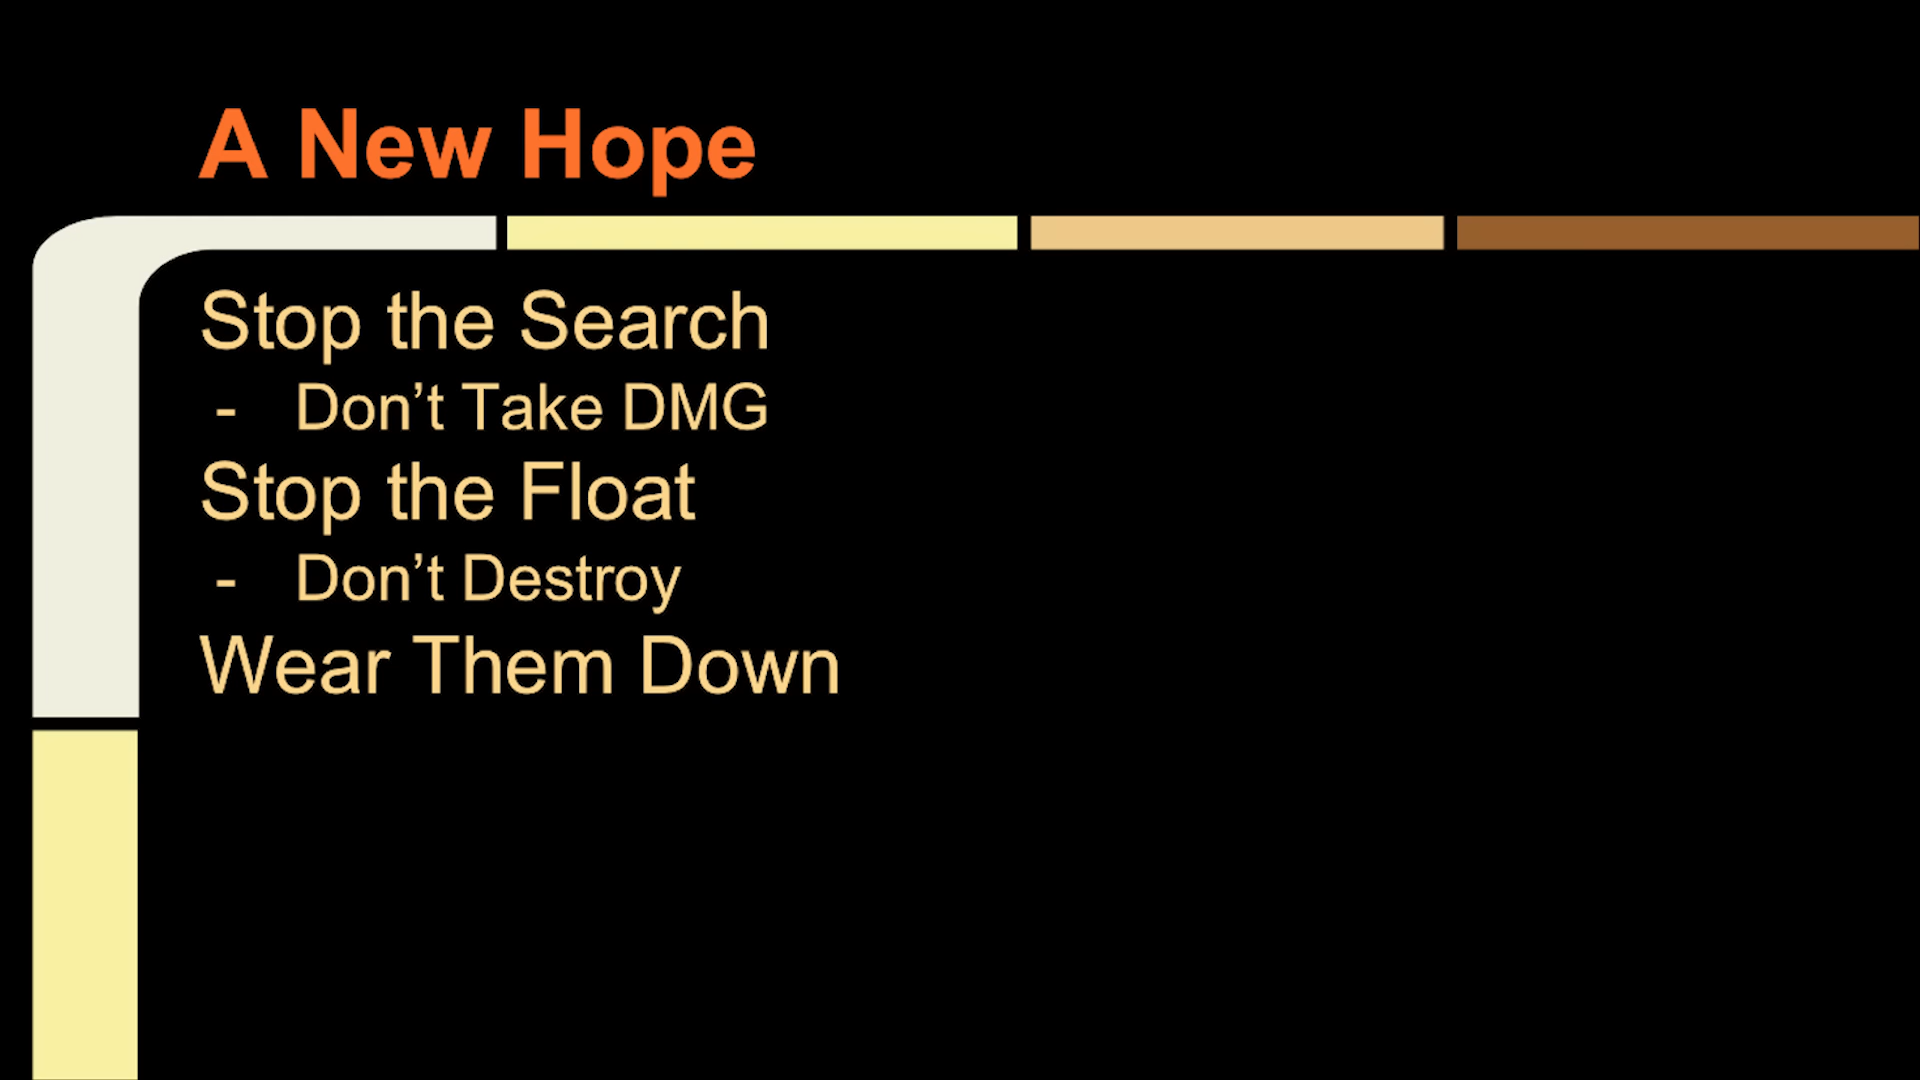 A New Hope
Stop the Search
- Don’t Take DMG
Stop the Float
- Don’t Destroy
Wear Them Down